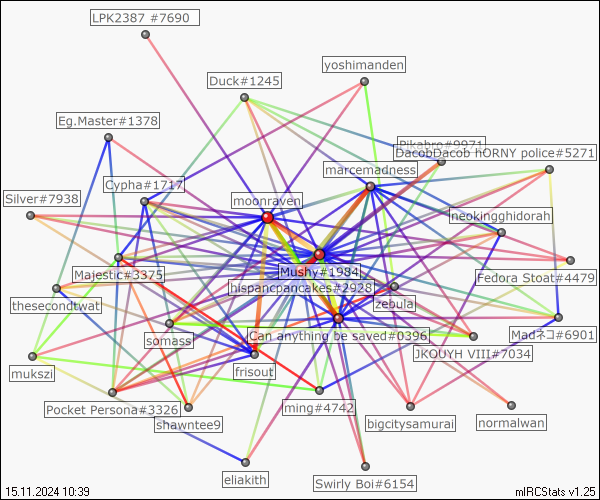 LPK2387 #7690
yoshimanden
Duck#1245
Eg.Master#1378
Pikabro#9971
DacobDacob hORNY police#5271
marcemadness
Cypha#1717
moonraven
Silver#7938
neokingghidorah
Majestic#3375
Mushy#1984
Fedora Stoat#4479
hispancpancakes#2928
zebula
thesecondtwat
Can anything be saved#0396
Madネコ#6901
somass
JKOUYH VIII#7034
frisout
mukszi
Pocket Persona#3326
ming#4742
shawntee9
bigcitysamurai
normalwan
eliakith
Swirly Boi#6154
15.11.2024 10:39
mIRCStats v1.25